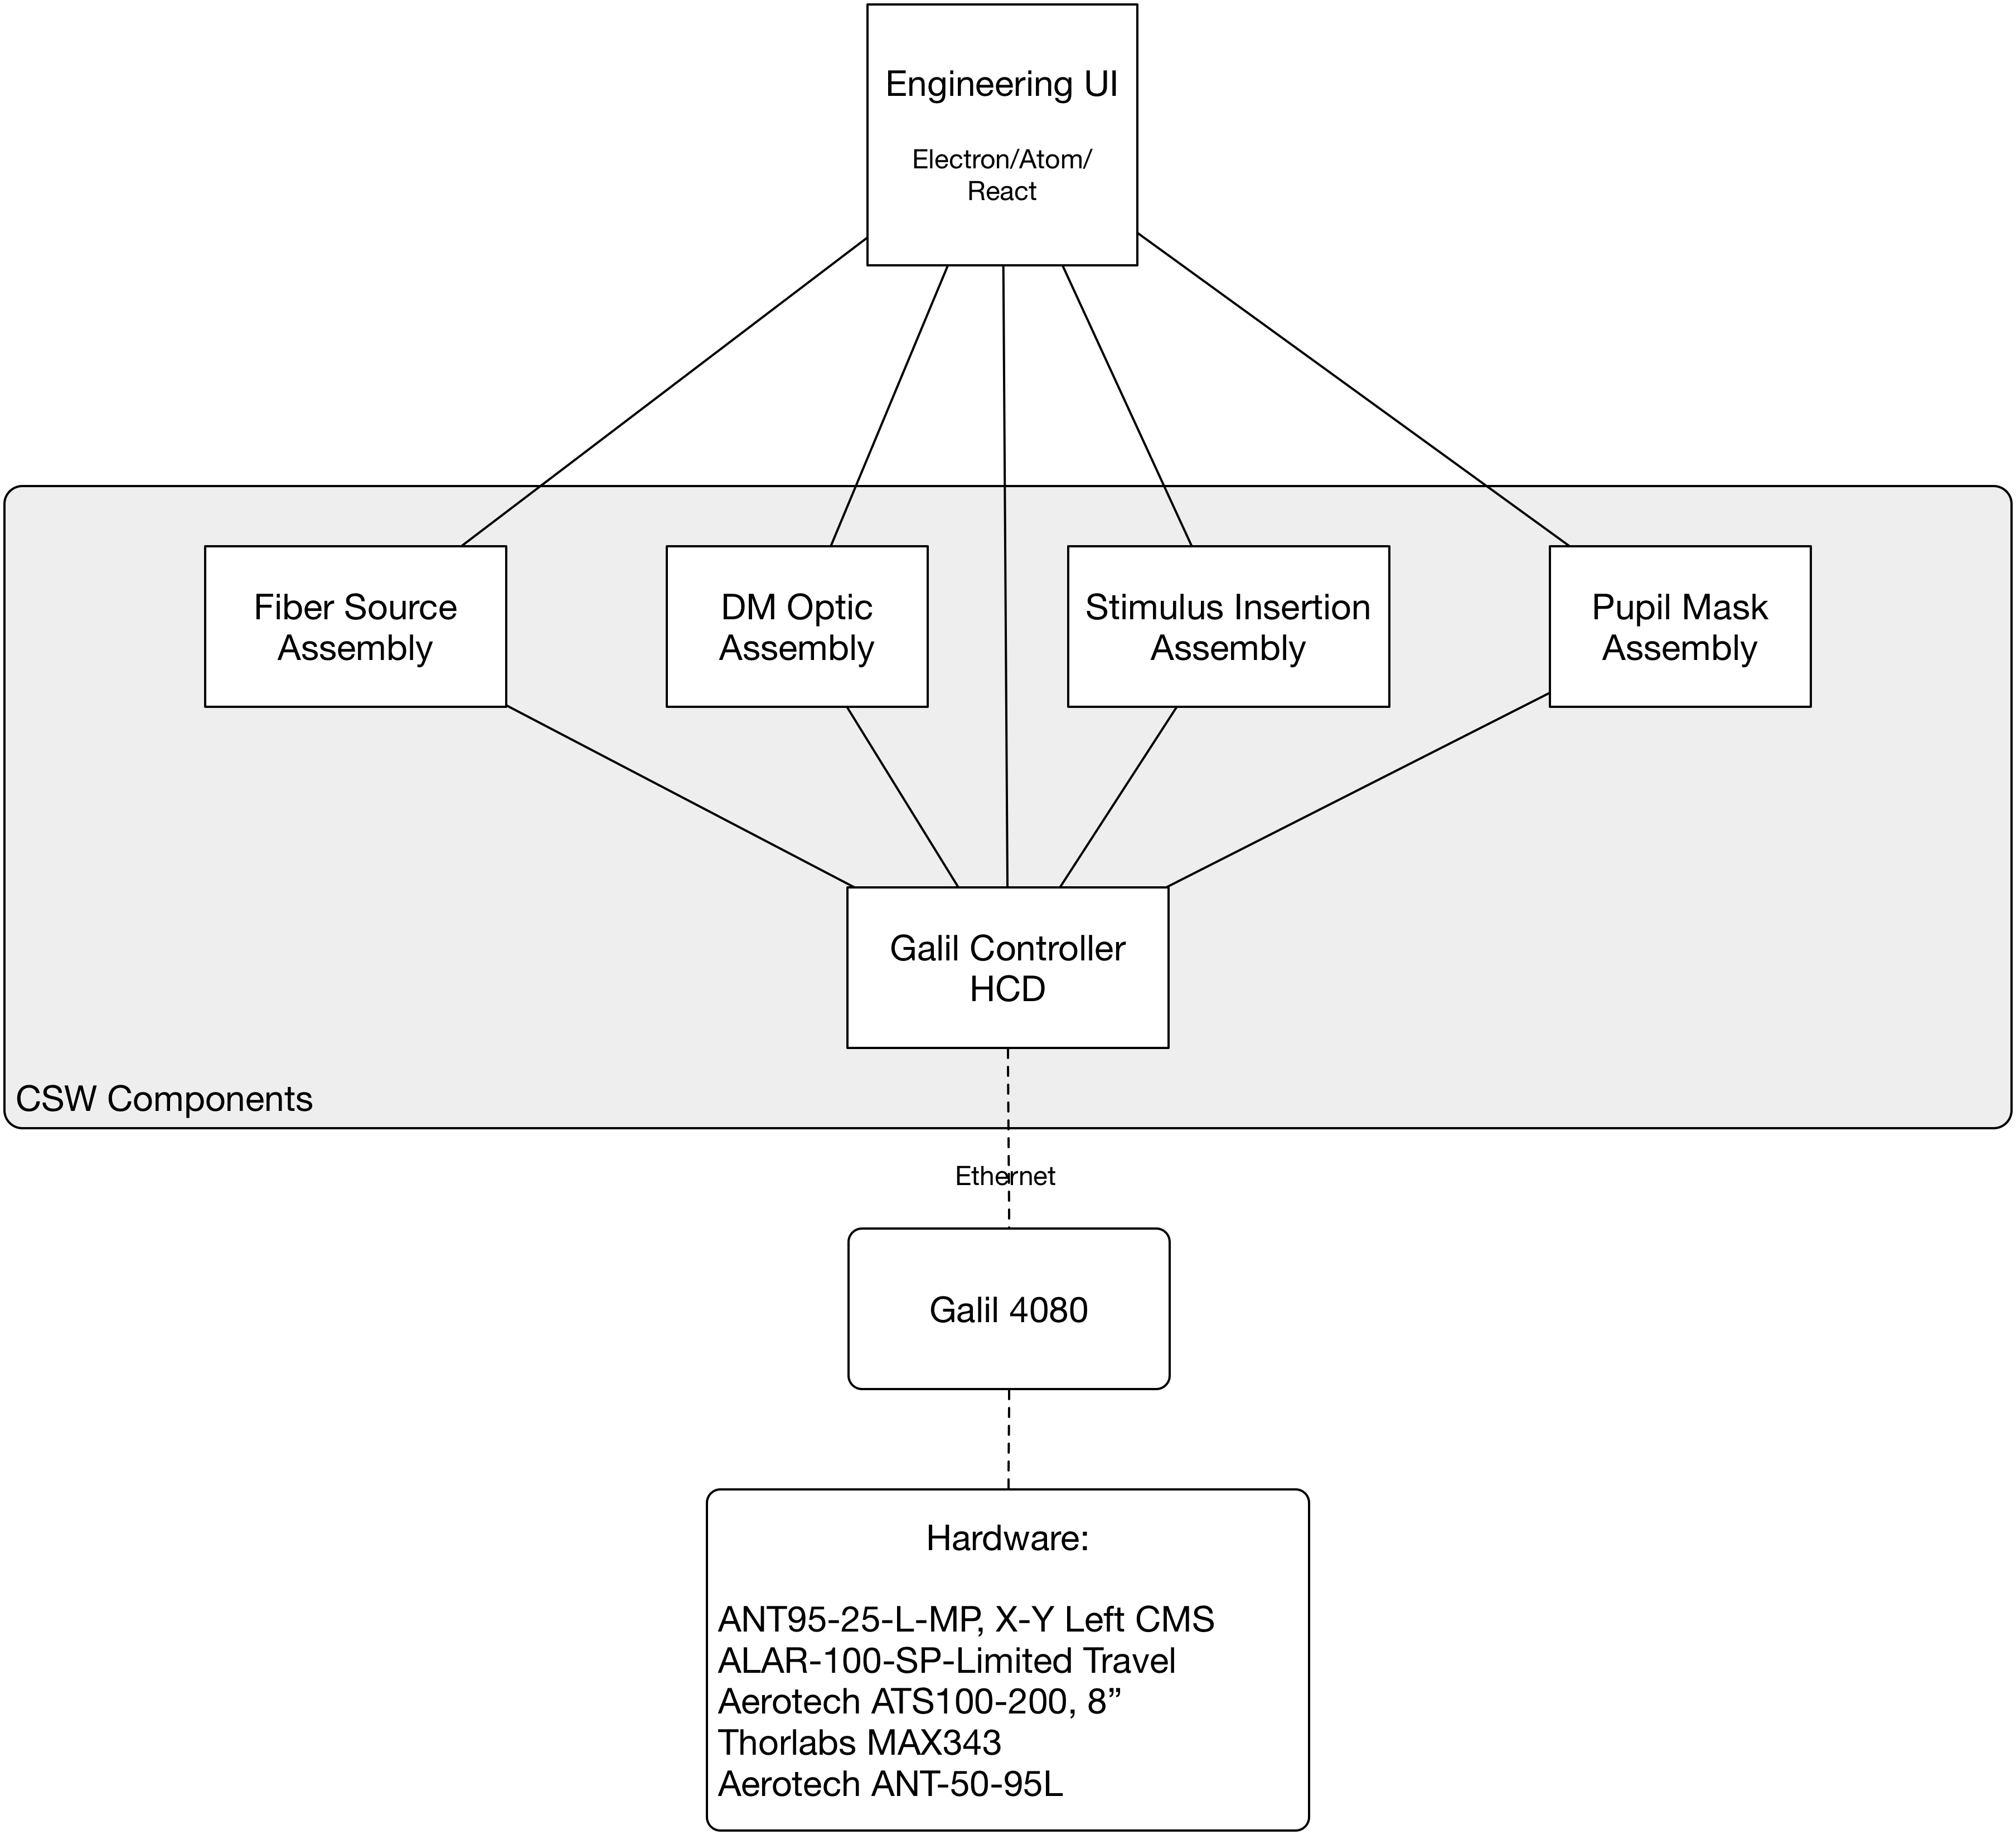 Engineering UI
Electron/Atom/
React
Fiber Source
Assembly
DM Optic
Assembly
Stimulus Insertion
Assembly
Pupil Mask
Assembly
Galil Controller
HCD
CSW Components
Ethernet
Galil 4080
Hardware:
ANT95-25-L-MP, X-Y Left CMS
ALAR-100-SP-Limited Travel
Aerotech ATS100-200, 8”
Thorlabs MAX343
Aerotech ANT-50-95L